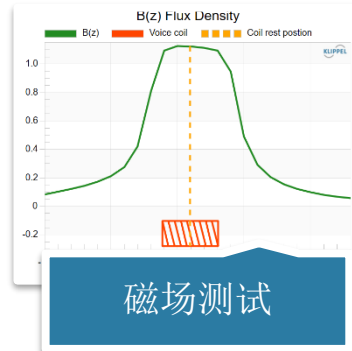 B(z) Flux Density
B(z) Voice coil Coil rest postion
KLIPPEL
1.0
0.8
0.6
0.4
0.2
0
-0.2
磁场测试